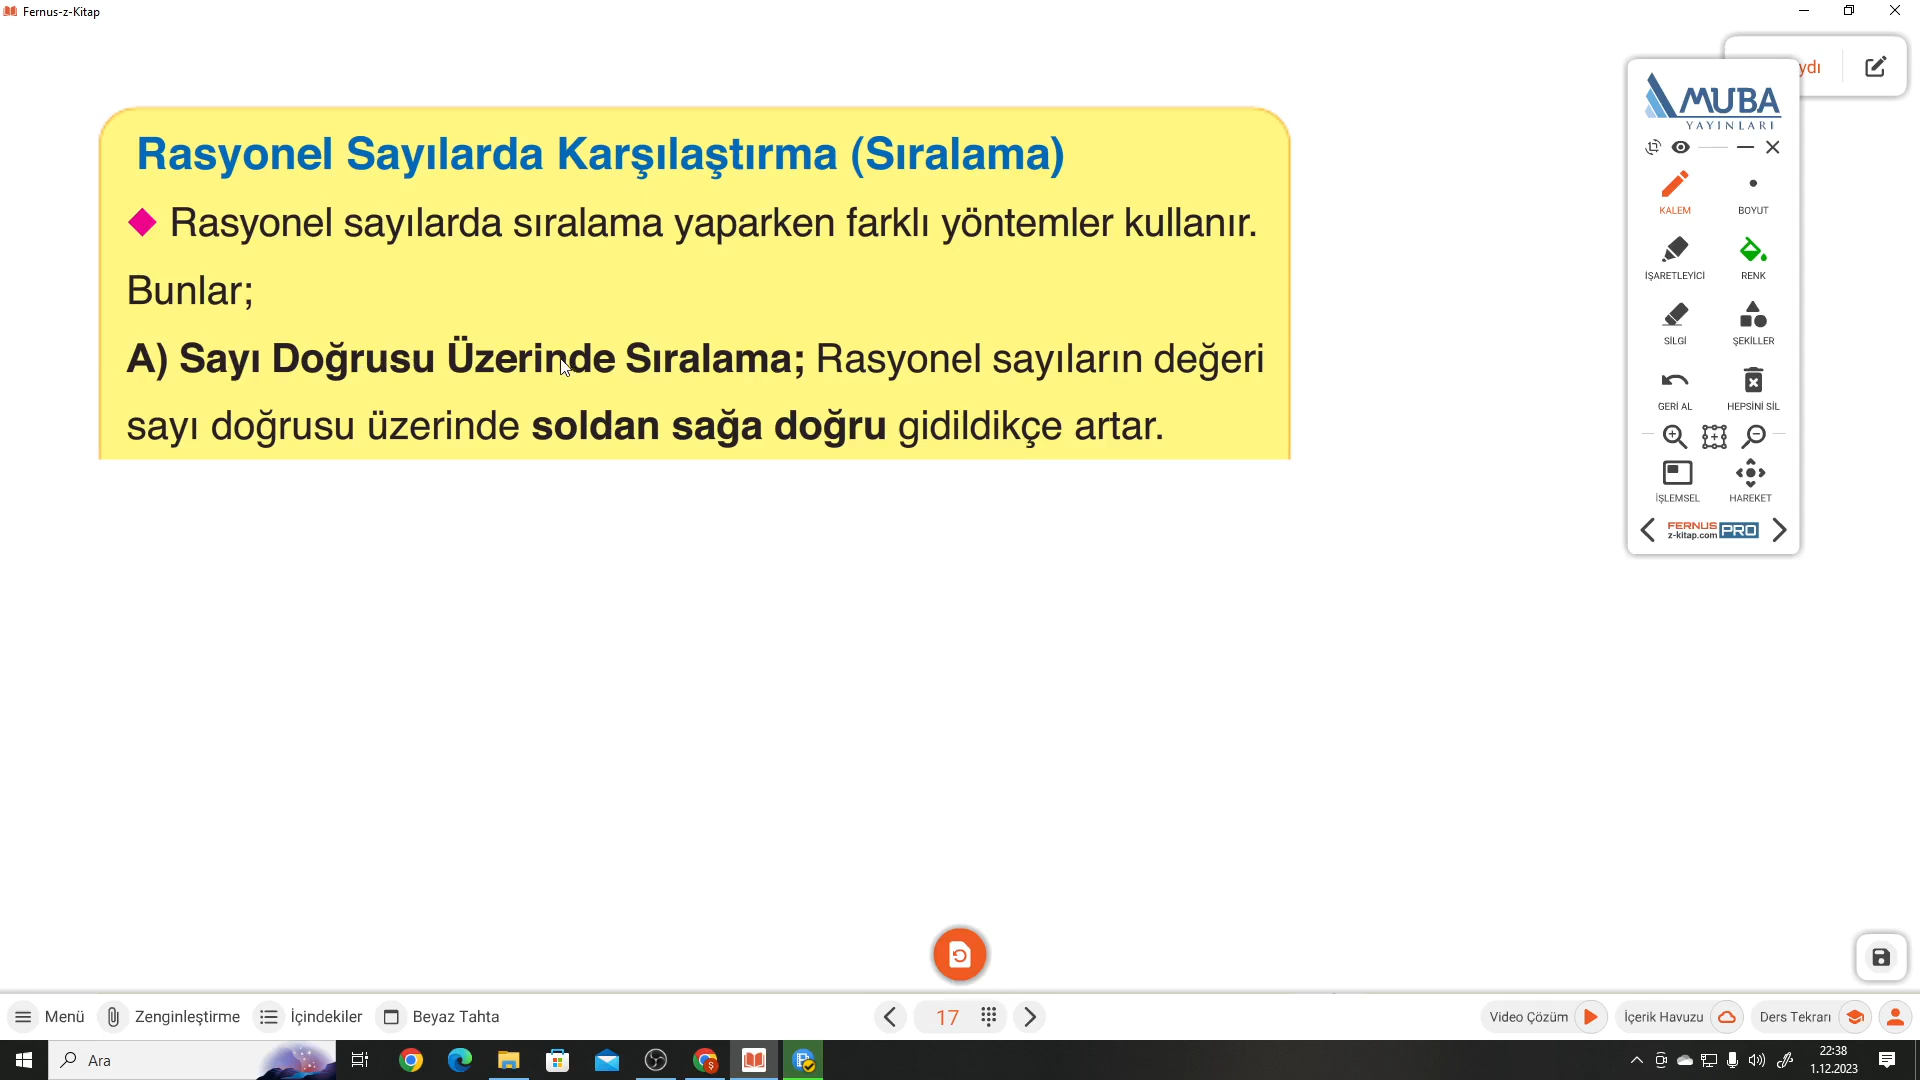 Fernus-z-Kitap
ydı
MUBA
YAYINLARI
Rasyonel Sayılarda Karşılaştırma (Sıralama)
Rasyonel sayılarda sıralama yaparken farklı yöntemler kullanır.
Bunlar;
A) Sayı Doğrusu Üzerinde Sıralama; Rasyonel sayıların değeri
sayı doğrusu üzerinde soldan sağa doğru gidildikçe artar.
KALEM BOYUT
İŞARETLEYİCİ RENK
SİLGİ ŞEKİLLER
GERİ AL HEPSİNİ SİL
İŞLEMSEL HAREKET
FERNUS
z-kitap.com PRO
Menü Zenginleştirme İçindekiler Beyaz Tahta 17 Video Çözüm İçerik Havuzu Ders Tekrarı
Ara
22:38
1.12.2023